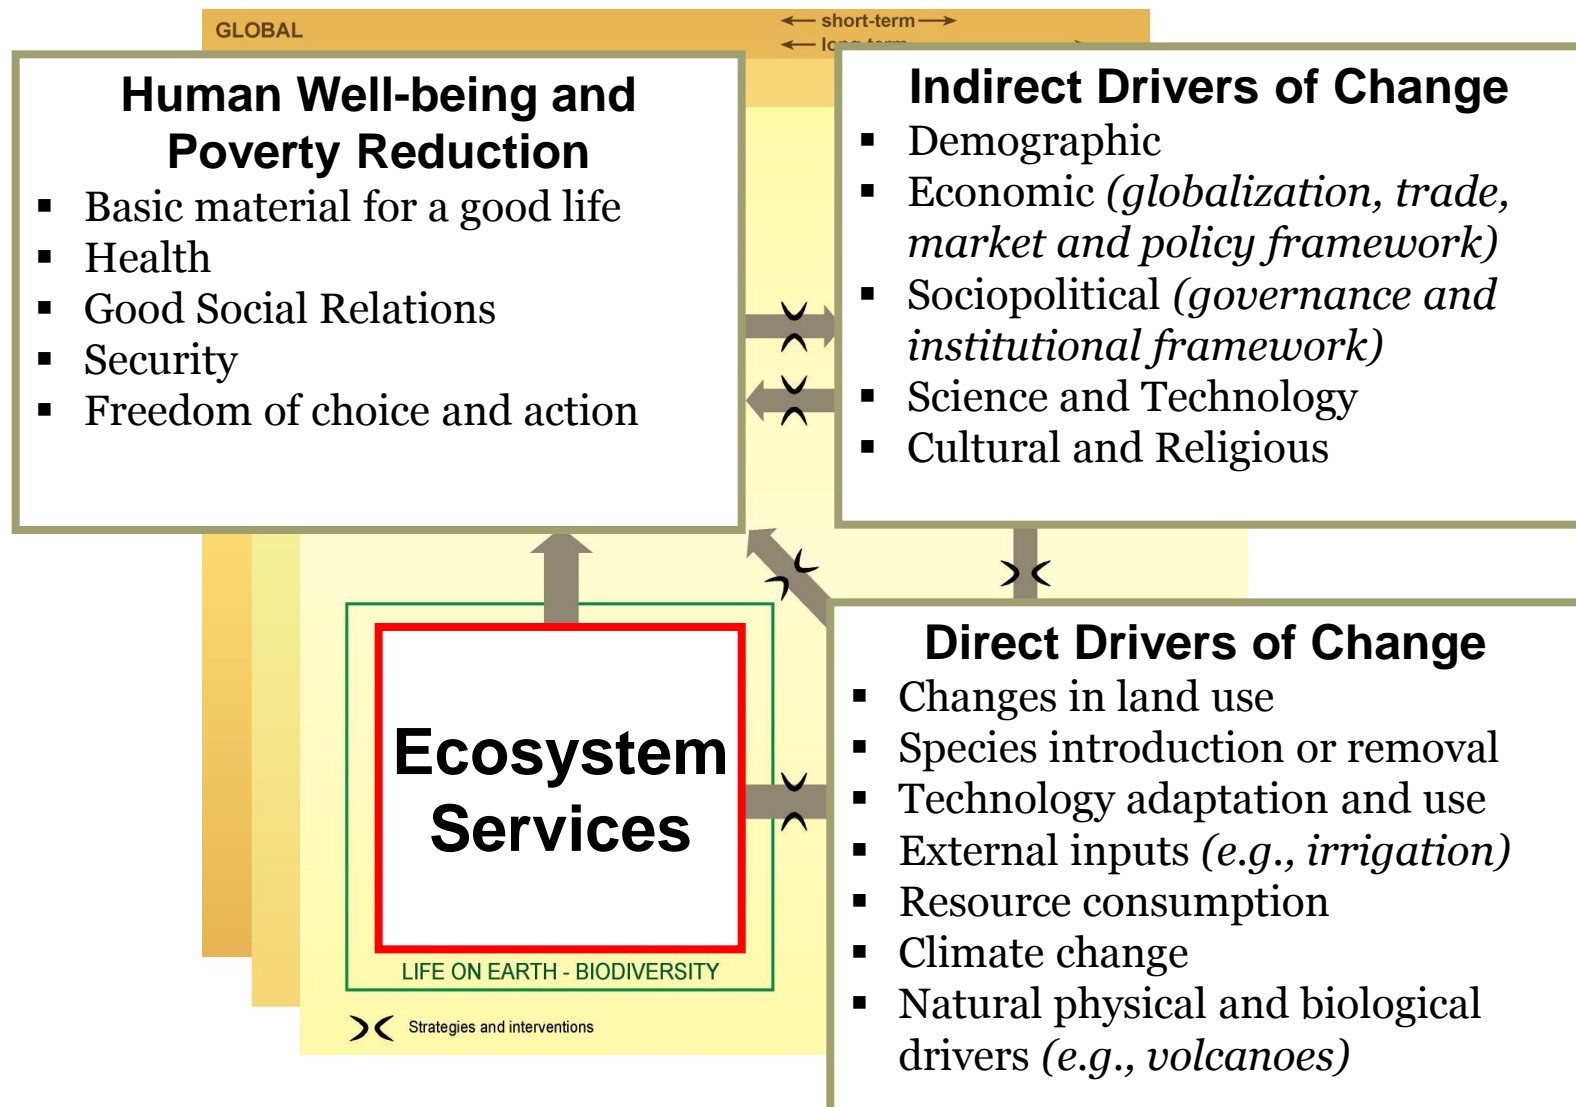 GLOBAL
short-term
Human Well-being and
Poverty Reduction
▪ Basic material for a good life
▪ Health
▪ Good Social Relations
▪ Security
▪ Freedom of choice and action
Indirect Drivers of Change
▪ Demographic
▪ Economic (globalization, trade,
market and policy framework)
▪ Sociopolitical (governance and
institutional framework)
▪ Science and Technology
▪ Cultural and Religious
Ecosystem
Services
LIFE ON EARTH - BIODIVERSITY
Strategies and interventions
Direct Drivers of Change
▪ Changes in land use
▪ Species introduction or removal
▪ Technology adaptation and use
▪ External inputs (e.g., irrigation)
▪ Resource consumption
▪ Climate change
▪ Natural physical and biological
drivers (e.g., volcanoes)